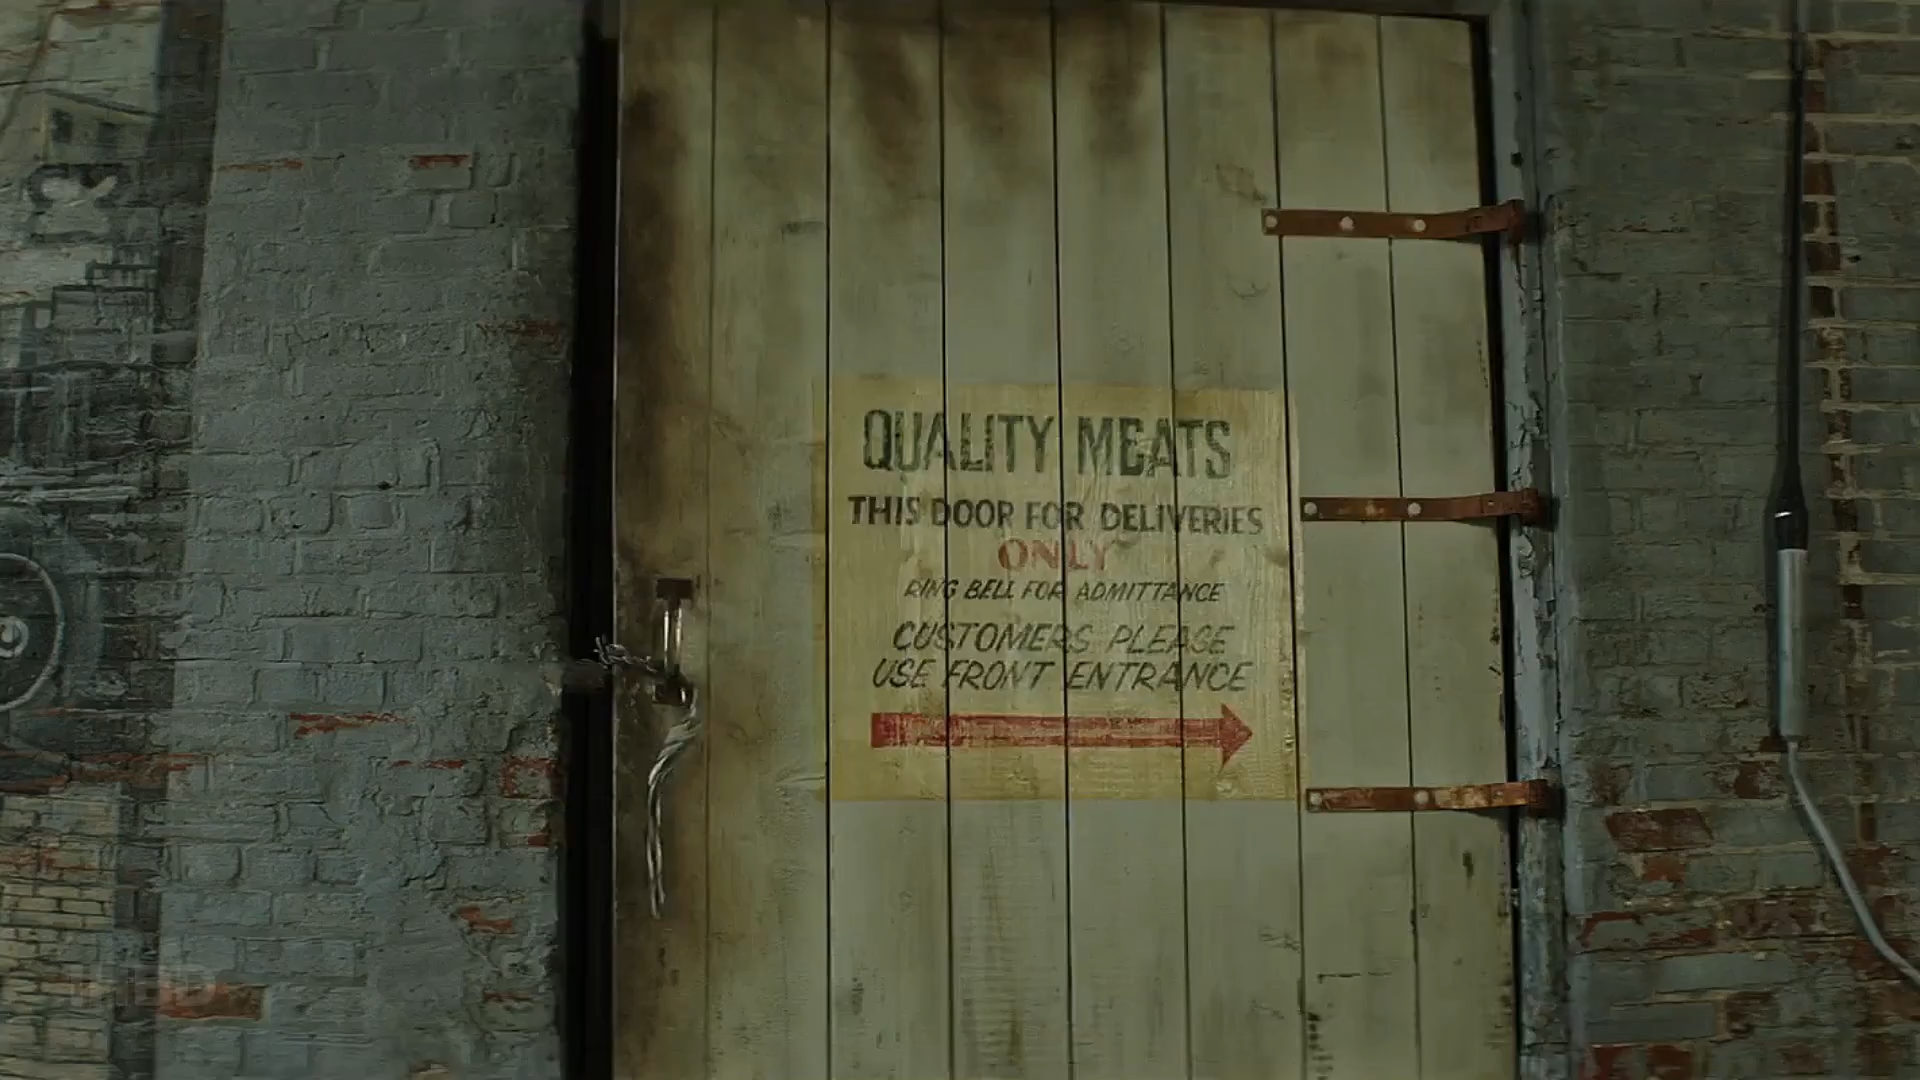 QUALITY MEATS
THIS DOOR FOR DELIVERIES
ONLY
RING BELL FOR ADMITTANCE
CUSTOMERS PLEASE
USE FRONT ENTRANCE